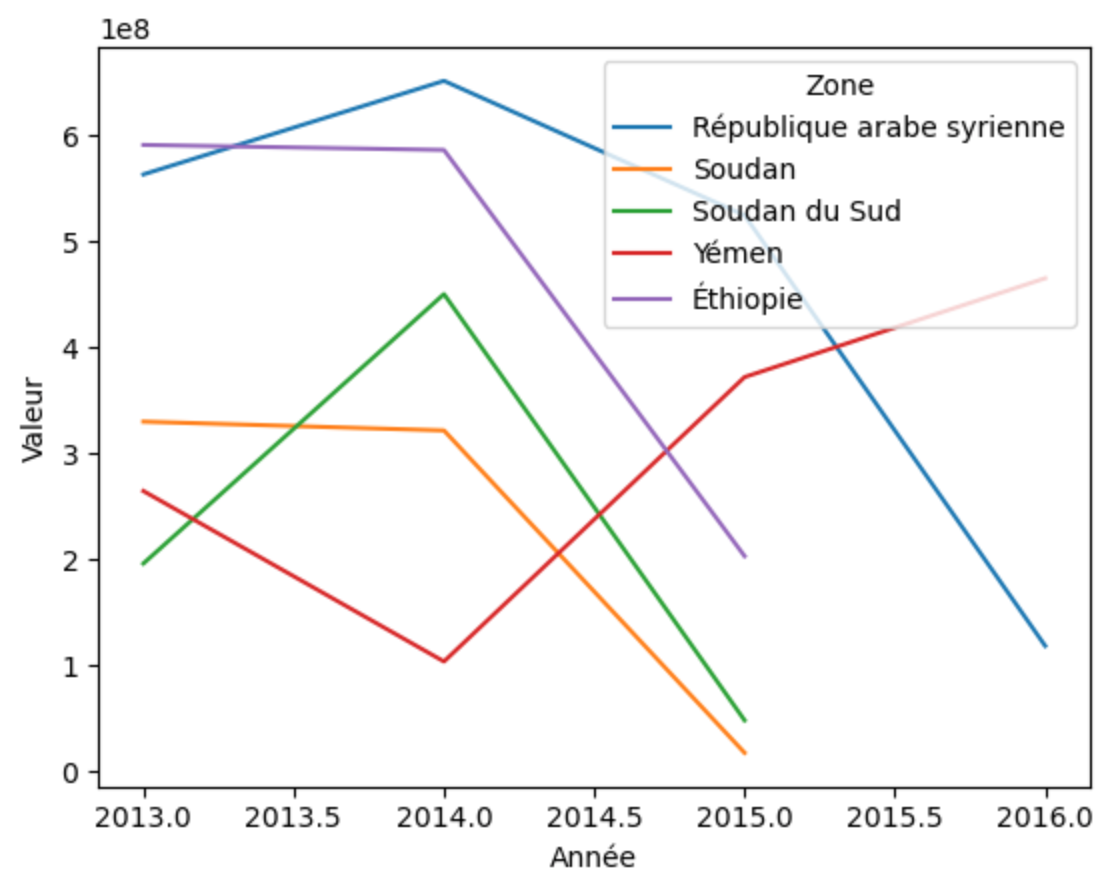 1e8
Zone
République arabe syrienne
Soudan
Soudan du Sud
Yémen
Éthiopie
6
5
4
3
2
1
0
Valeur
2013.0 2013.5 2014.0 2014.5 2015.0 2015.5 2016.0
Année